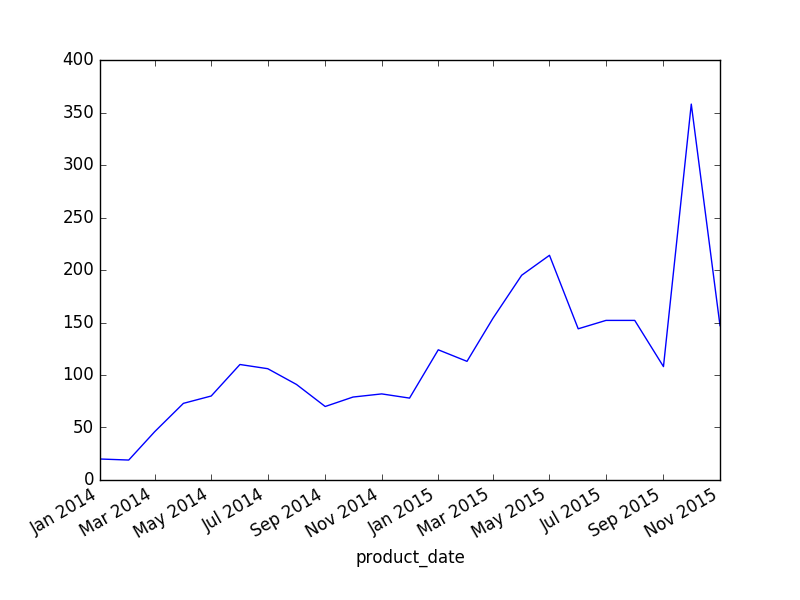 400
350
300
250
200
150
100
50
0
Jan 2014
Mar 2014
May 2014
Jul 2014
Sep 2014
Nov 2014
Jan 2015
Mar 2015
May 2015
Jul 2015
Sep 2015
Nov 2015
product_date